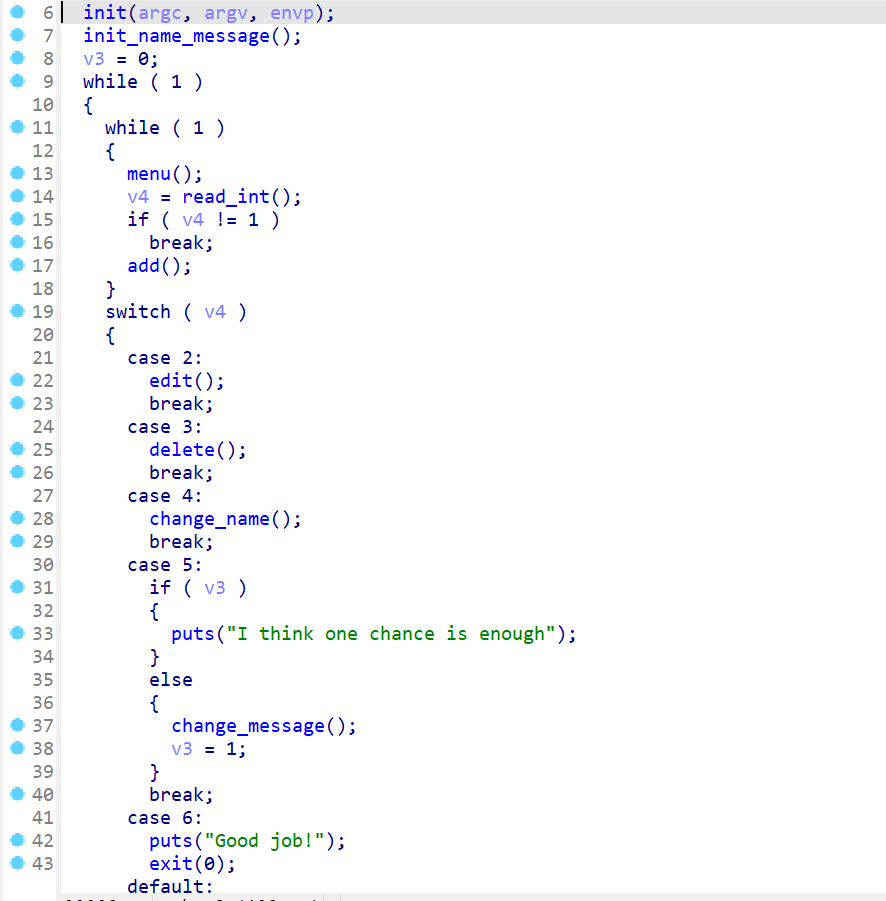 6 init(argc, argv, envp);
7 init_name_message();
8 v3 = 0;
9 while ( 1 )
10 {
11 while ( 1 )
12 {
13 menu();
14 v4 = read_int();
15 if ( v4 != 1 )
16 break;
17 add();
18 }
19 switch ( v4 )
20 {
21 case 2:
22 edit();
23 break;
24 case 3:
25 delete();
26 break;
27 case 4:
28 change_name();
29 break;
30 case 5:
31 if ( v3 )
32 {
33 puts("I think one chance is enough");
34 }
35 else
36 {
37 change_message();
38 v3 = 1;
39 }
40 break;
41 case 6:
42 puts("Good job!");
43 exit(0);
default: